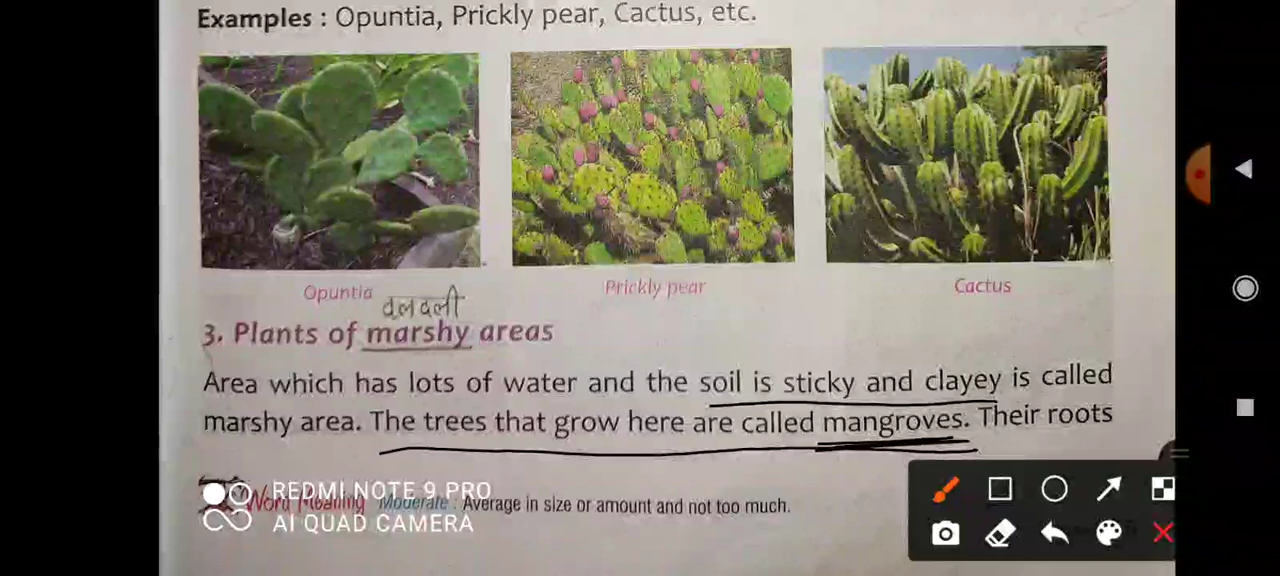 Examples : Opuntia, Prickly pear, Cactus, etc.
Opuntia
Prickly pear
Cactus
दलदली
3. Plants of marshy areas
Area which has lots of water and the soil is sticky and clayey is called
marshy area. The trees that grow here are called mangroves. Their roots
Word Meaning Moderate : Average in size or amount and not too much.
REDMI NOTE 9 PRO
AI QUAD CAMERA